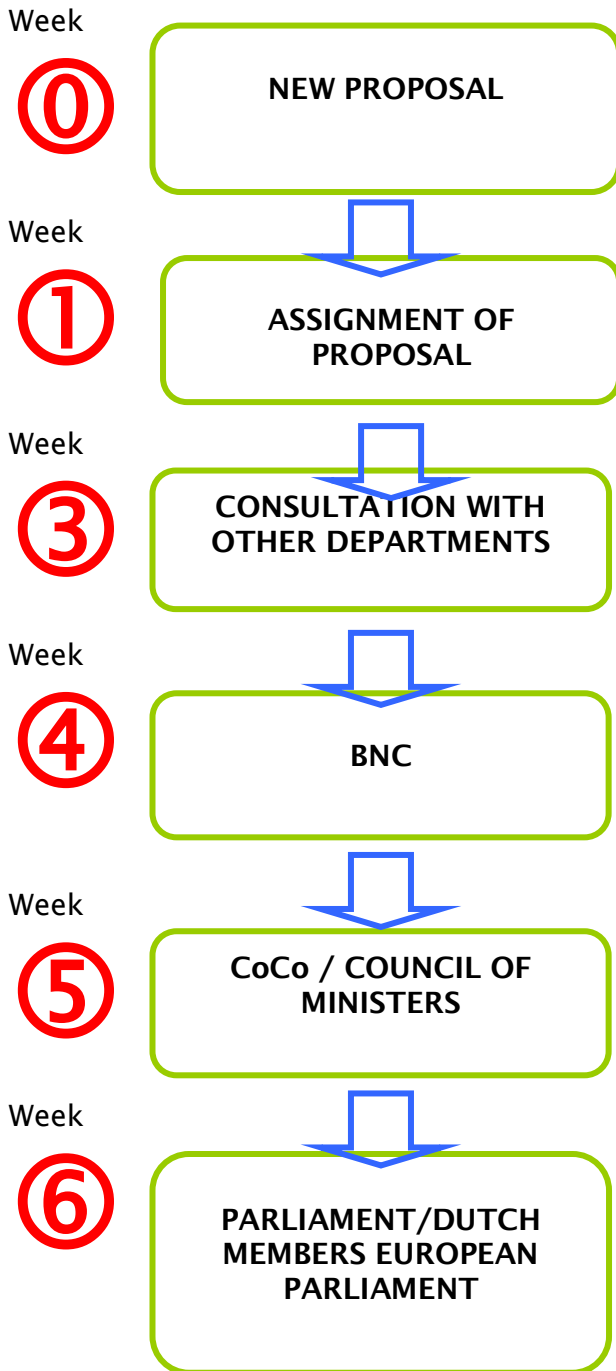 Week
0
NEW PROPOSAL
Week
1
ASSIGNMENT OF
PROPOSAL
Week
3
CONSULTATION WITH
OTHER DEPARTMENTS
Week
4
BNC
Week
5
CoCo / COUNCIL OF
MINISTERS
Week
6
PARLIAMENT/DUTCH
MEMBERS EUROPEAN
PARLIAMENT